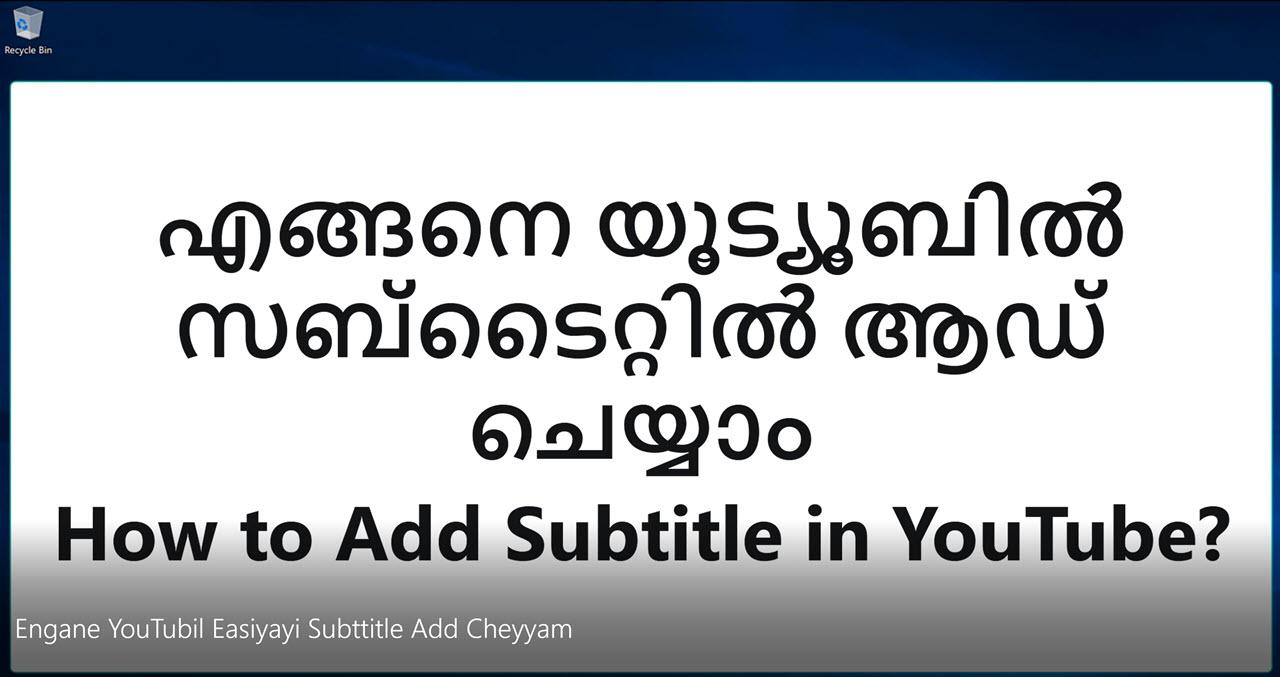 Recycle Bin
എങ്ങനെ യൂട്യൂബിൽ
സബ്ടൈറ്റിൽ ആഡ്
ചെയ്യാം
How to Add Subtitle in YouTube?
Engane YouTubil Easiyayi Subttitle Add Cheyyam